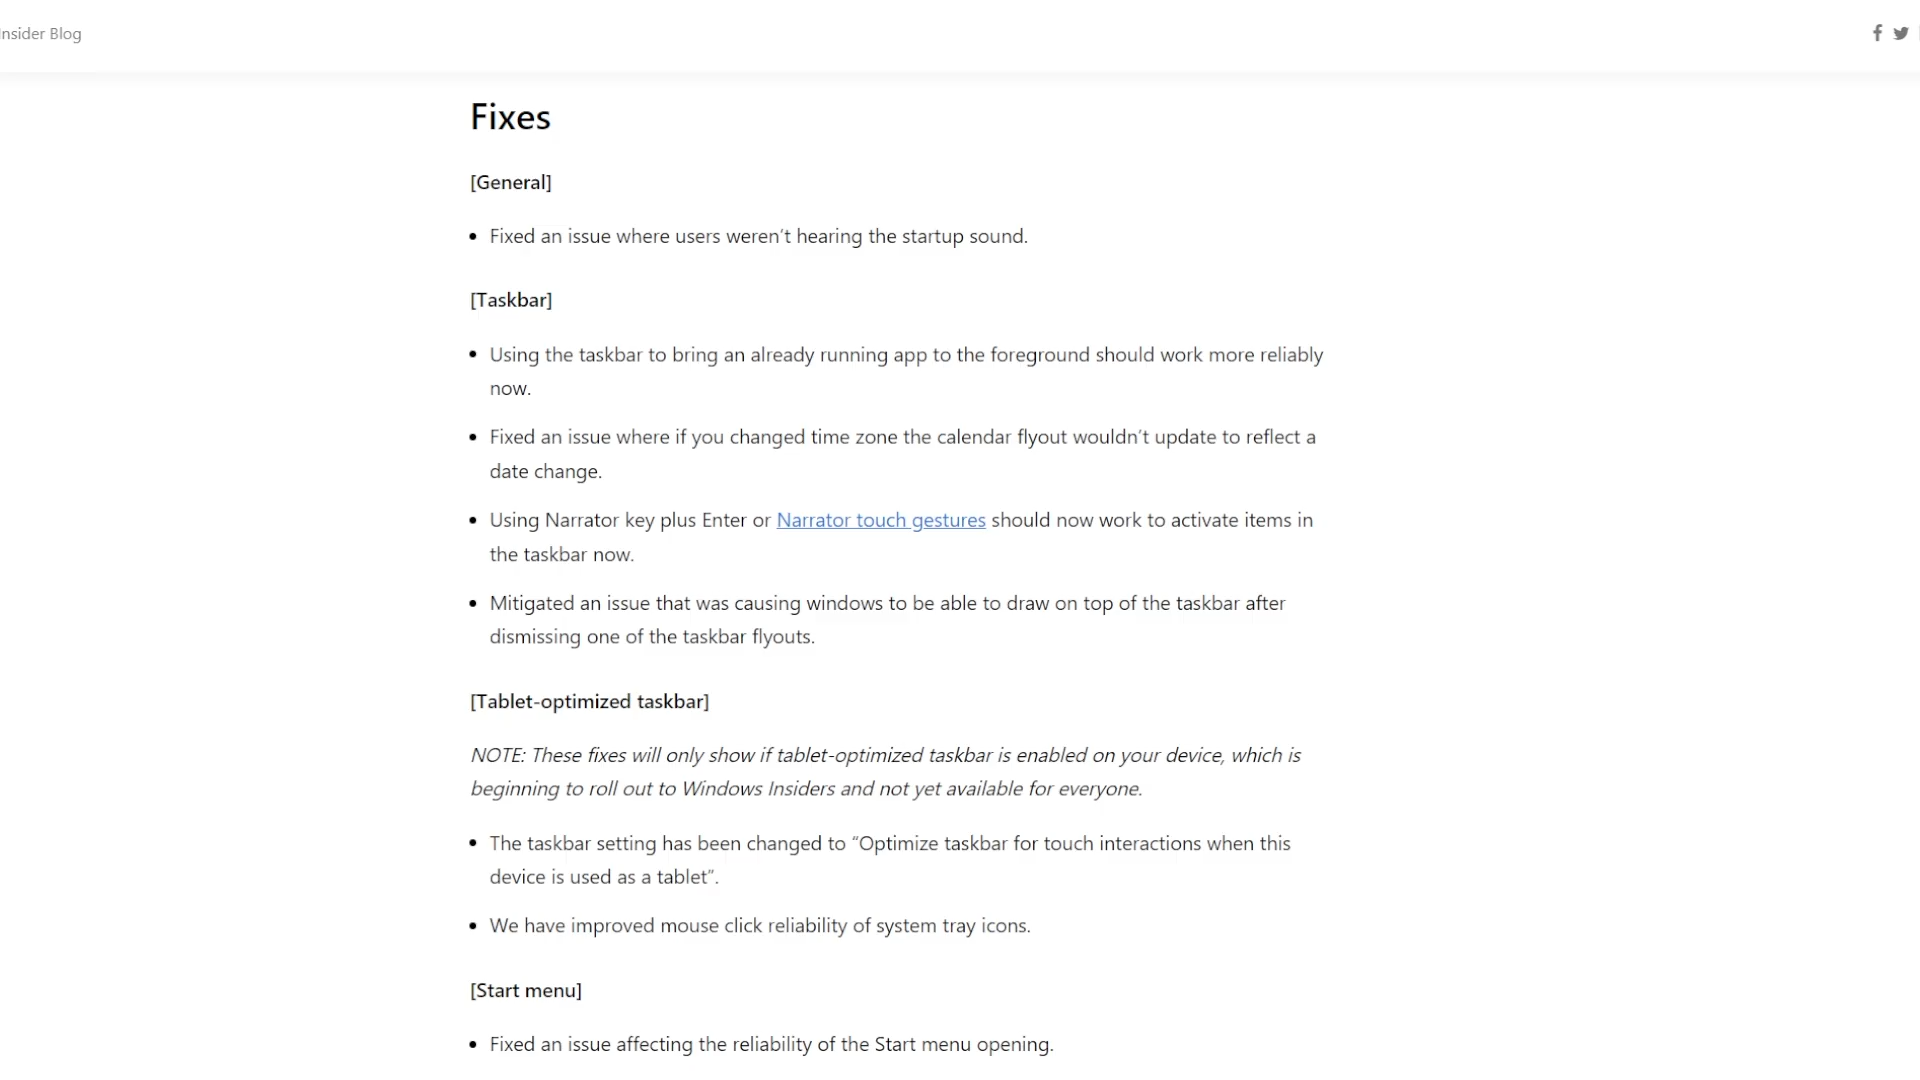 Insider Blog
Fixes
[General]
• Fixed an issue where users weren’t hearing the startup sound.
[Taskbar]
• Using the taskbar to bring an already running app to the foreground should work more reliably
now.
• Fixed an issue where if you changed time zone the calendar flyout wouldn’t update to reflect a
date change.
• Using Narrator key plus Enter or Narrator touch gestures should now work to activate items in
the taskbar now.
• Mitigated an issue that was causing windows to be able to draw on top of the taskbar after
dismissing one of the taskbar flyouts.
[Tablet-optimized taskbar]
NOTE: These fixes will only show if tablet-optimized taskbar is enabled on your device, which is
beginning to roll out to Windows Insiders and not yet available for everyone.
• The taskbar setting has been changed to “Optimize taskbar for touch interactions when this
device is used as a tablet”.
• We have improved mouse click reliability of system tray icons.
[Start menu]
• Fixed an issue affecting the reliability of the Start menu opening.